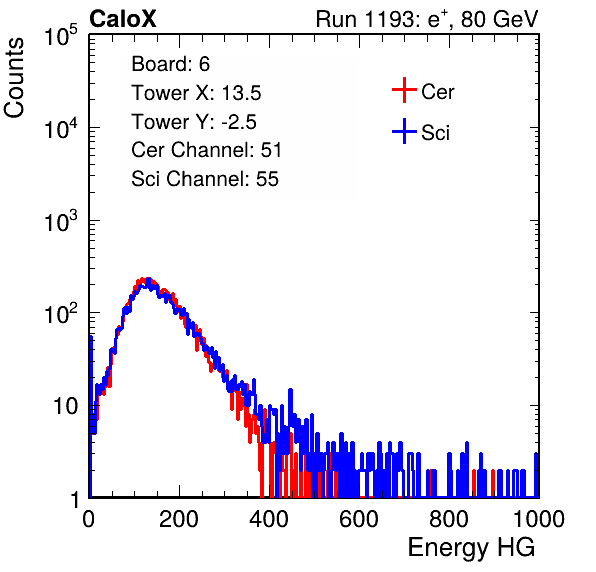 CaloX Run 1193: e⁺, 80 GeV
Counts
Board: 6
Tower X: 13.5
Tower Y: -2.5
Cer Channel: 51
Sci Channel: 55
Cer
Sci
10⁵
10⁴
10³
10²
10
1
0 200 400 600 800 1000
Energy HG